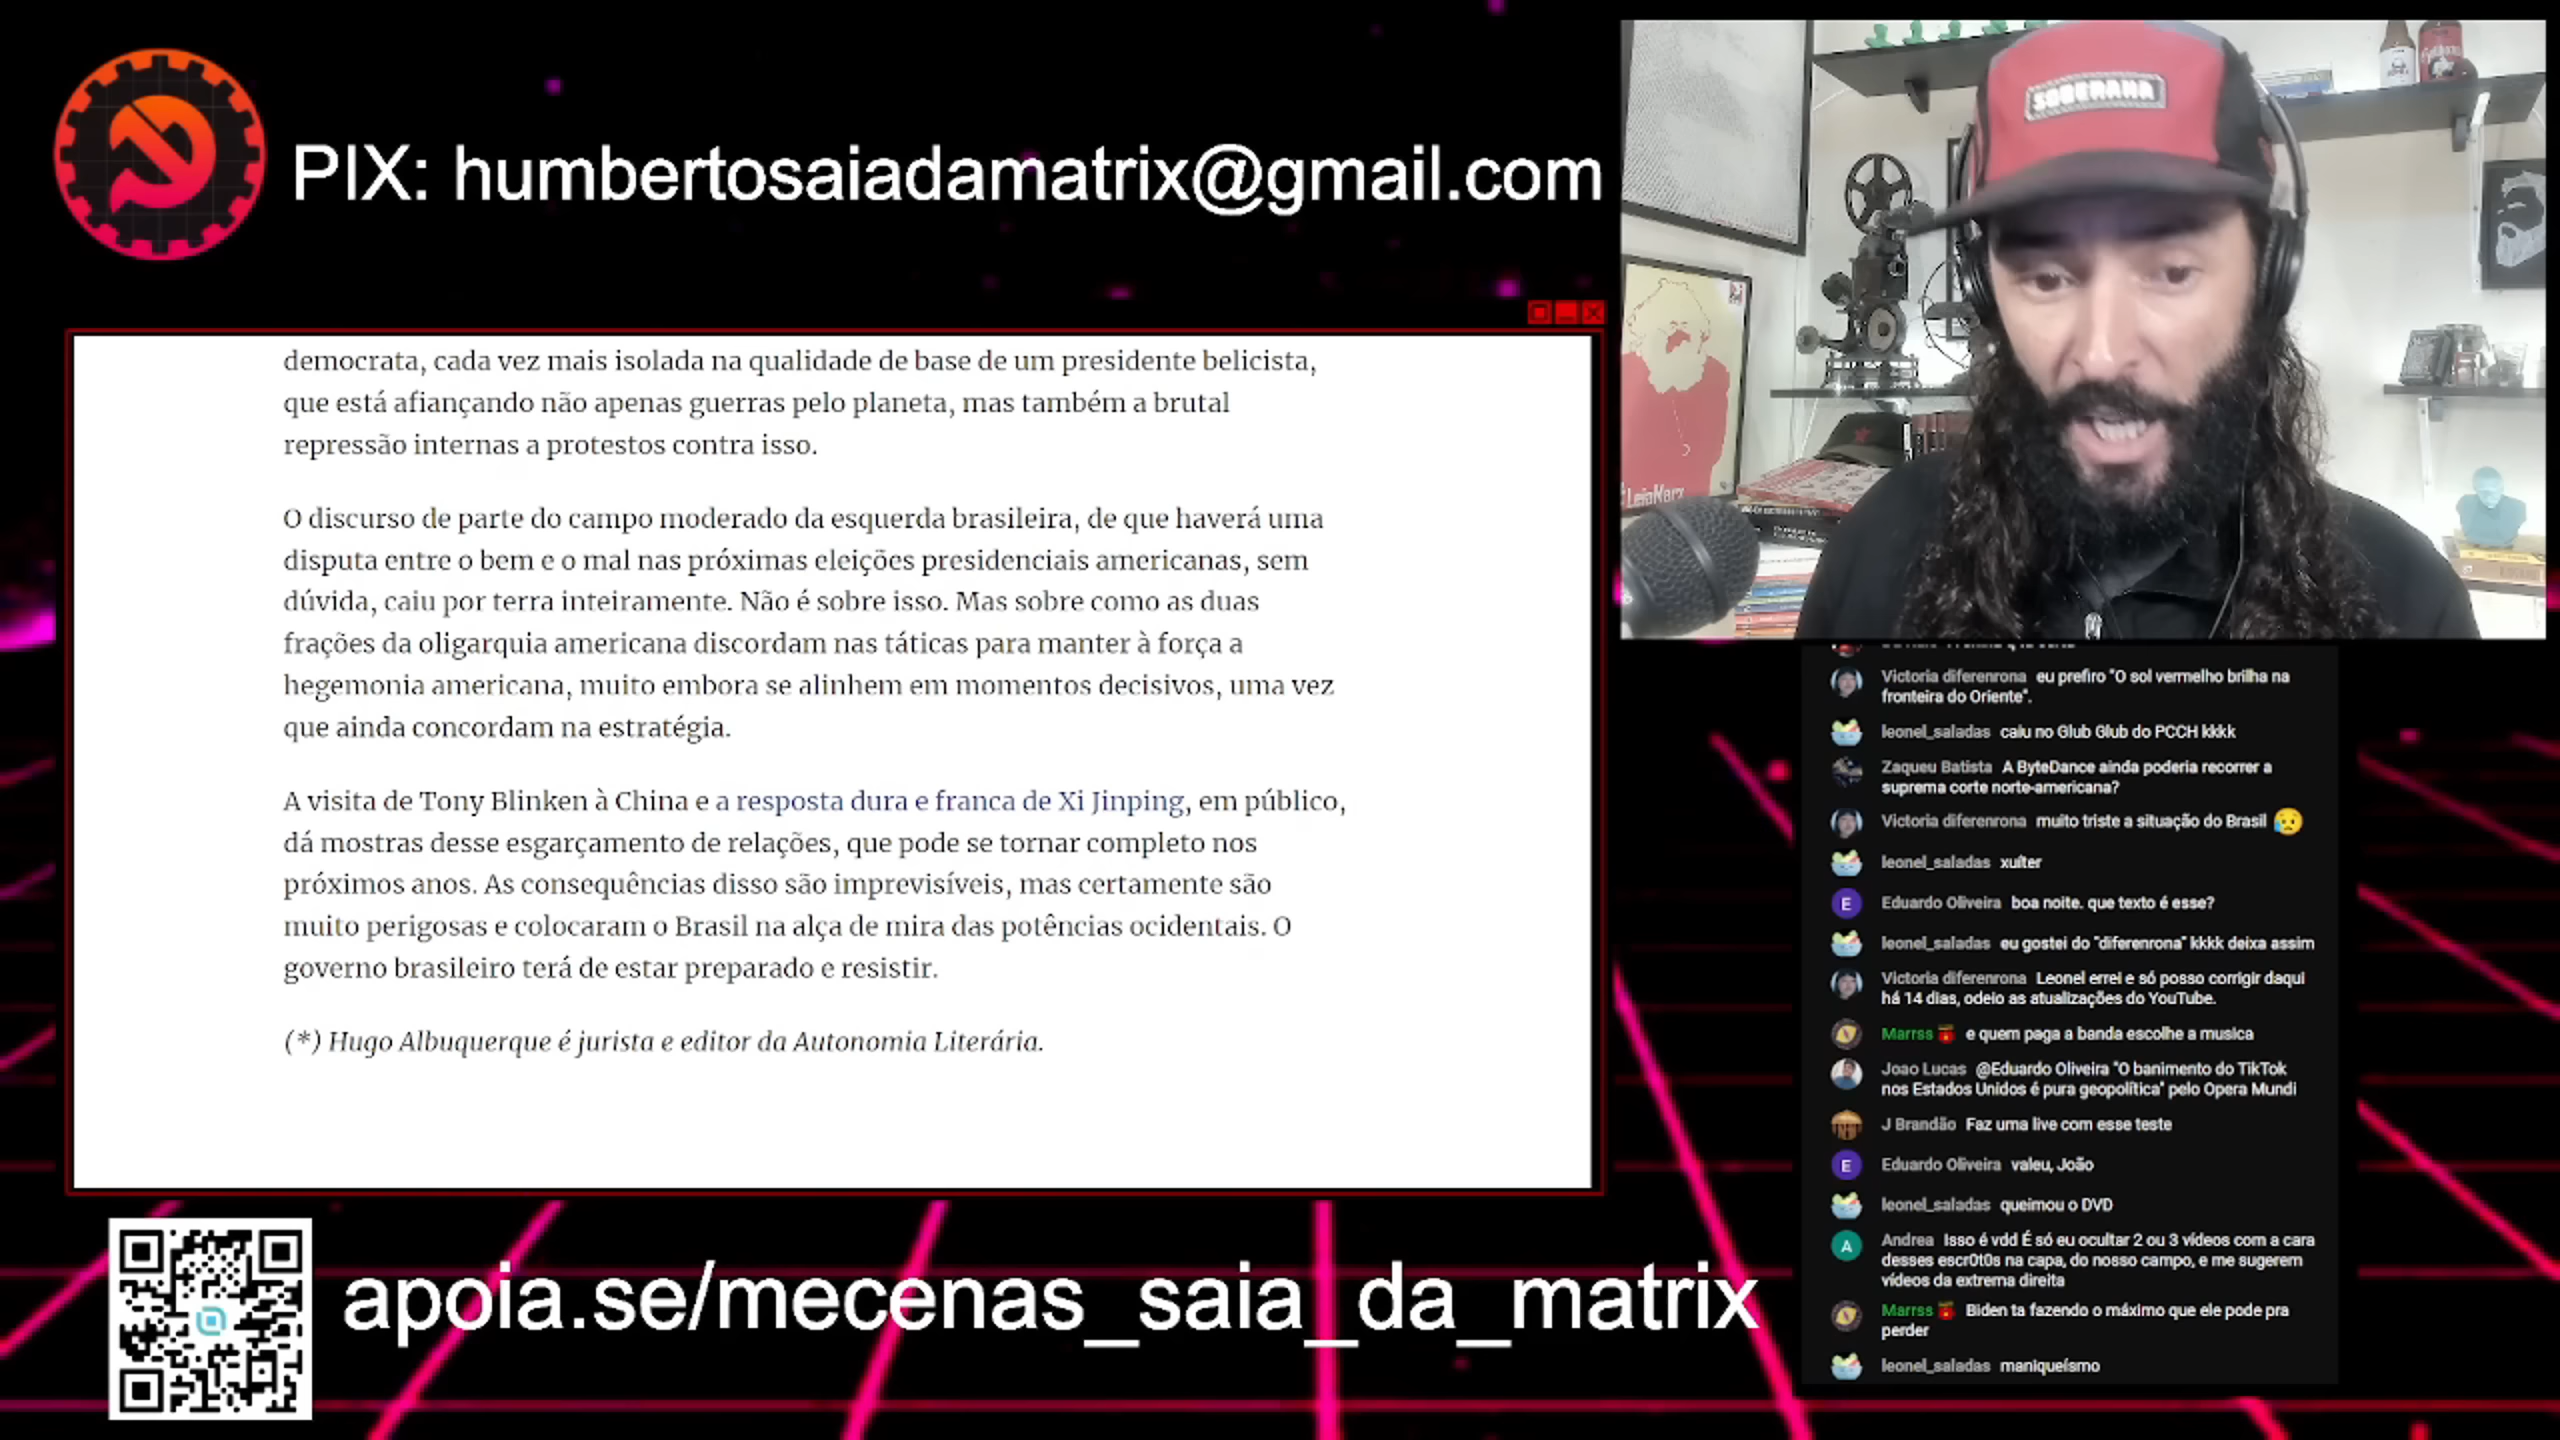 PIX: humbertosaiadamatrix@gmail.com
SOBERANA
LeiaMarx
democrata, cada vez mais isolada na qualidade de base de um presidente belicista,
que está afiançando não apenas guerras pelo planeta, mas também a brutal
repressão internas a protestos contra isso.
O discurso de parte do campo moderado da esquerda brasileira, de que haverá uma
disputa entre o bem e o mal nas próximas eleições presidenciais americanas, sem
dúvida, caiu por terra inteiramente. Não é sobre isso. Mas sobre como as duas
frações da oligarquia americana discordam nas táticas para manter à força a
hegemonia americana, muito embora se alinhem em momentos decisivos, uma vez
que ainda concordam na estratégia.
A visita de Tony Blinken à China e a resposta dura e franca de Xi Jinping, em público,
dá mostras desse esgarçamento de relações, que pode se tornar completo nos
próximos anos. As consequências disso são imprevisíveis, mas certamente são
muito perigosas e colocaram o Brasil na alça de mira das potências ocidentais. O
governo brasileiro terá de estar preparado e resistir.
(*) Hugo Albuquerque é jurista e editor da Autonomia Literária.
Victoria diferenrona eu prefiro "O sol vermelho brilha na
fronteira do Oriente".
leonel_saladas caiu no Glub Glub do PCCH kkkk
Zaqueu Batista A ByteDance ainda poderia recorrer a
suprema corte norte-americana?
Victoria diferenrona muito triste a situação do Brasil 😥
leonel_saladas xuíter
E Eduardo Oliveira boa noite. que texto é esse?
leonel_saladas eu gostei do "diferenrona" kkkk deixa assim
Victoria diferenrona Leonel errei e só posso corrigir daqui
há 14 dias, odeio as atualizações do YouTube.
Marrss e quem paga a banda escolhe a musica
Joao Lucas @Eduardo Oliveira "O banimento do TikTok
nos Estados Unidos é pura geopolítica" pelo Opera Mundi
J Brandão Faz uma live com esse teste
E Eduardo Oliveira valeu, João
leonel_saladas queimou o DVD
A Andrea Isso é vdd É só eu ocultar 2 ou 3 vídeos com a cara
desses escr0t0s na capa, do nosso campo, e me sugerem
vídeos da extrema direita
Marrss Biden ta fazendo o máximo que ele pode pra
perder
leonel_saladas maniqueísmo
apoia.se/mecenas_saia_da_matrix